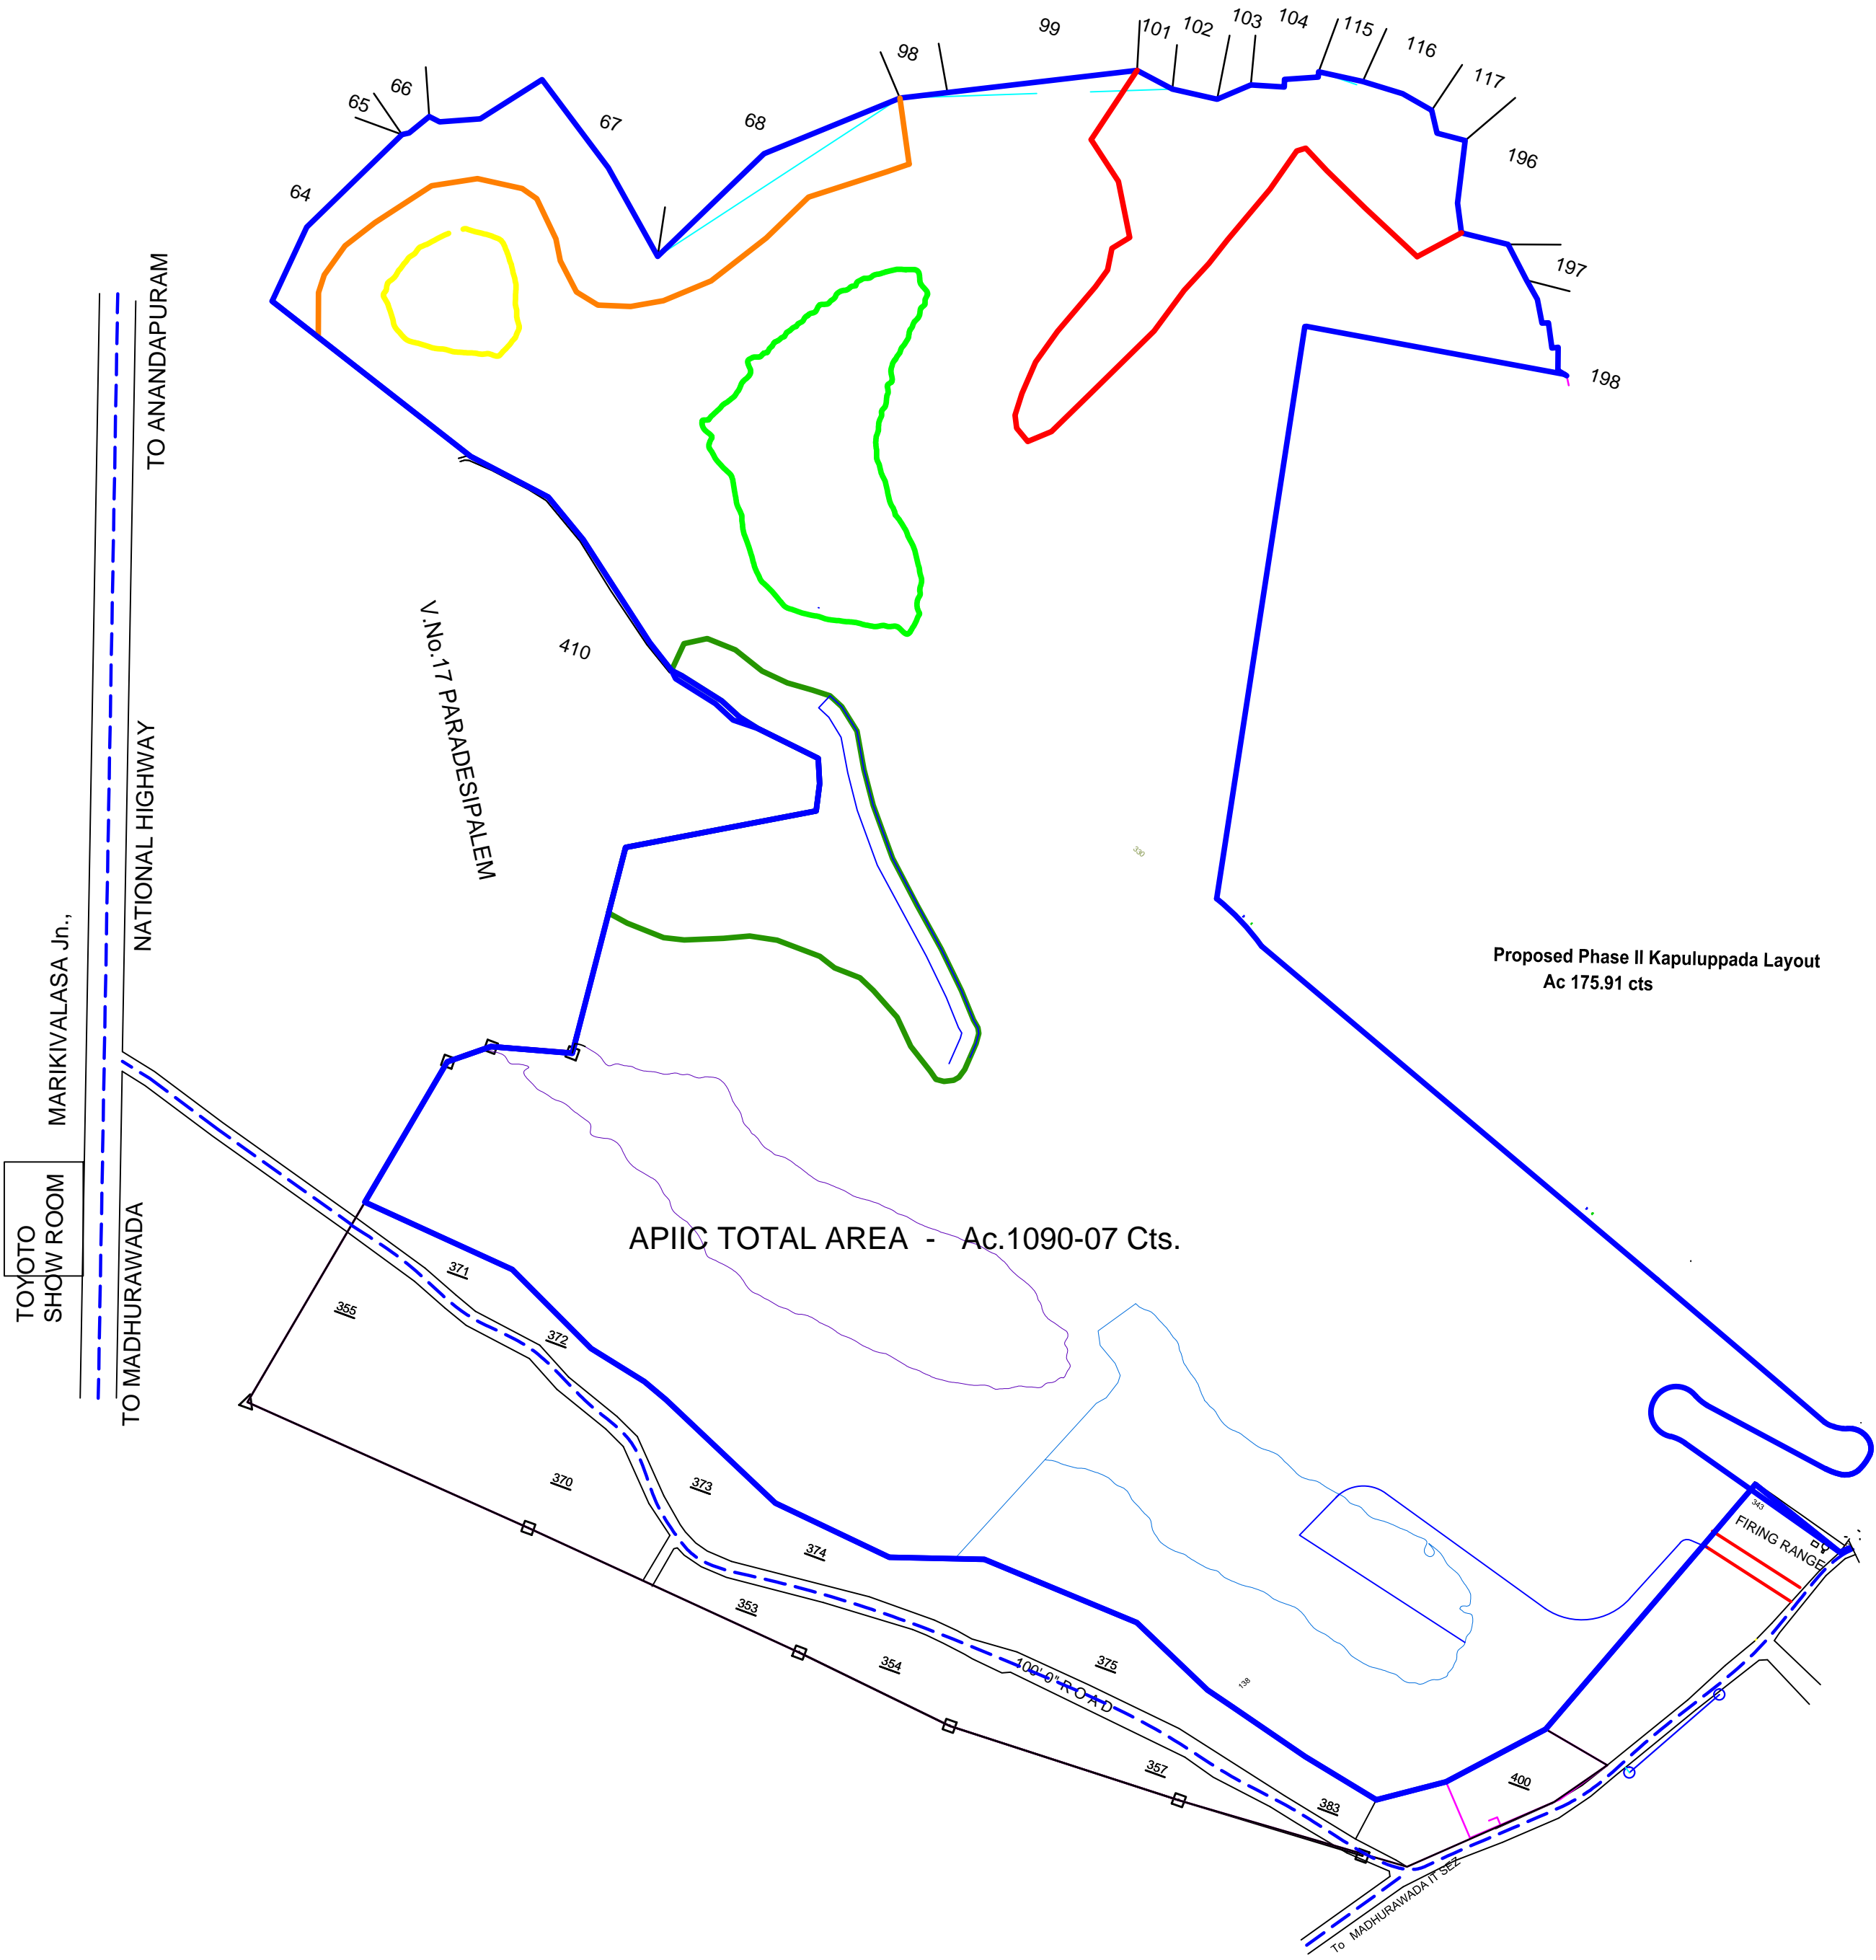 99
98
101
102
103
104
115
116
117
65
66
67
68
64
196
197
198
TO ANANDAPURAM
V.No.17 PARADESIPALEM
410
NATIONAL HIGHWAY
MARIKIVALASA Jn.,
330
Proposed Phase II Kapuluppada Layout
Ac 175.91 cts
TOYOTO
SHOW ROOM
TO MADHURAWADA
APIIC TOTAL AREA - Ac.1090-07 Cts.
371
355
372
370
373
374
353
354
375
100'.0" ROAD
138
357
383
400
343
FIRING RANGE
To MADHURAWADA IT SEZ